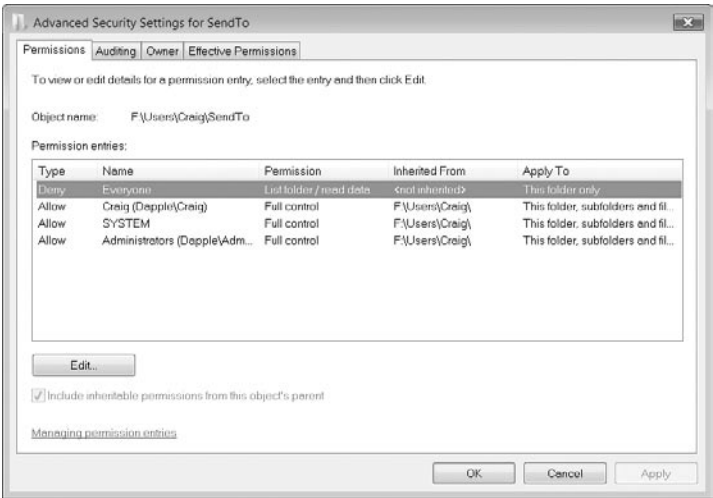 Advanced Security Settings for SendTo
Permissions Auditing Owner Effective Permissions
To view or edit details for a permission entry, select the entry and then click Edit.
Object name: F:\Users\Craig\SendTo
Permission entries:
Type Name Permission Inherited From Apply To
Deny Everyone List folder / read data <not inherited> This folder only
Allow Craig (Dapple\Craig) Full control F:\Users\Craig\ This folder, subfolders and fil...
Allow SYSTEM Full control F:\Users\Craig\ This folder, subfolders and fil...
Allow Administrators (Dapple\Adm... Full control F:\Users\Craig\ This folder, subfolders and fil...
Edit...
Include inheritable permissions from this object's parent
Managing permission entries
OK Cancel Apply